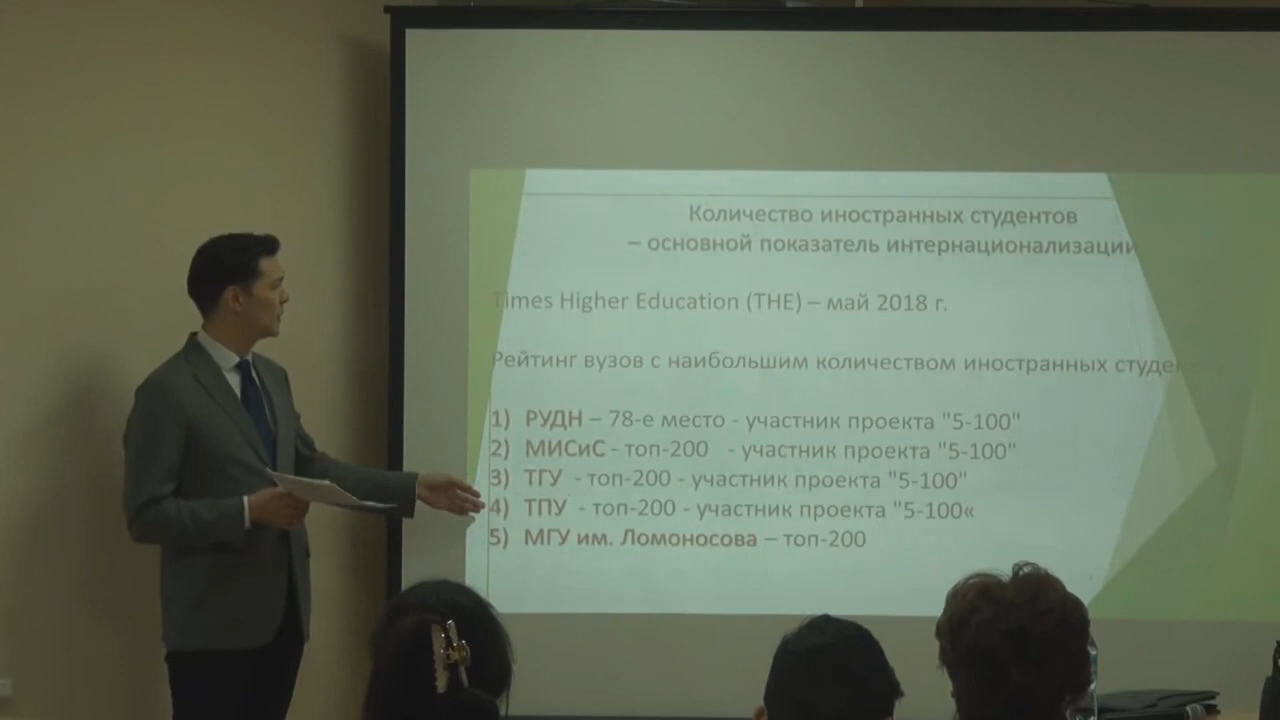 Количество иностранных студентов
– основной показатель интернационализации
Times Higher Education (THE) – май 2018 г.
Рейтинг вузов с наибольшим количеством иностранных
1) РУДН – 78-е место - участник проекта "5-100"
2) МИСиС - топ-200 - участник проекта "5-100"
3) ТГУ - топ-200 - участник проекта "5-100"
4) ТПУ - топ-200 - участник проекта "5-100«
5) МГУ им. Ломоносова – топ-200